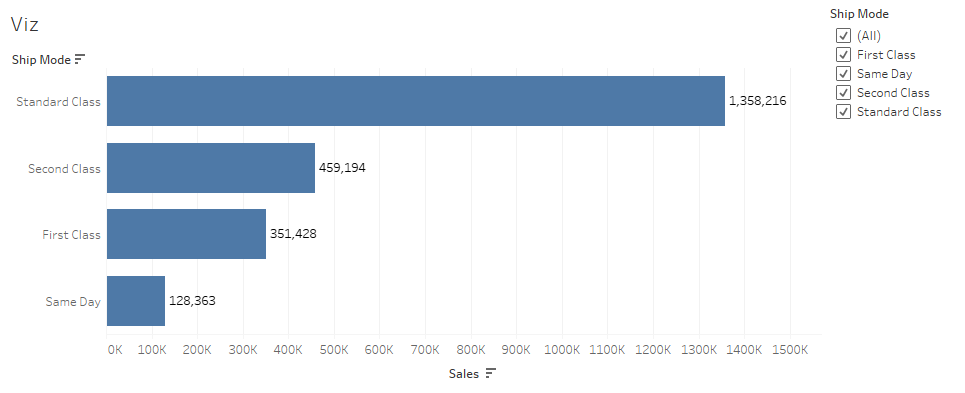 Viz
Ship Mode
Standard Class 1,358,216
Second Class 459,194
First Class 351,428
Same Day 128,363
0K 100K 200K 300K 400K 500K 600K 700K 800K 900K 1000K 1100K 1200K 1300K 1400K 1500K
Sales
Ship Mode
(All)
First Class
Same Day
Second Class
Standard Class